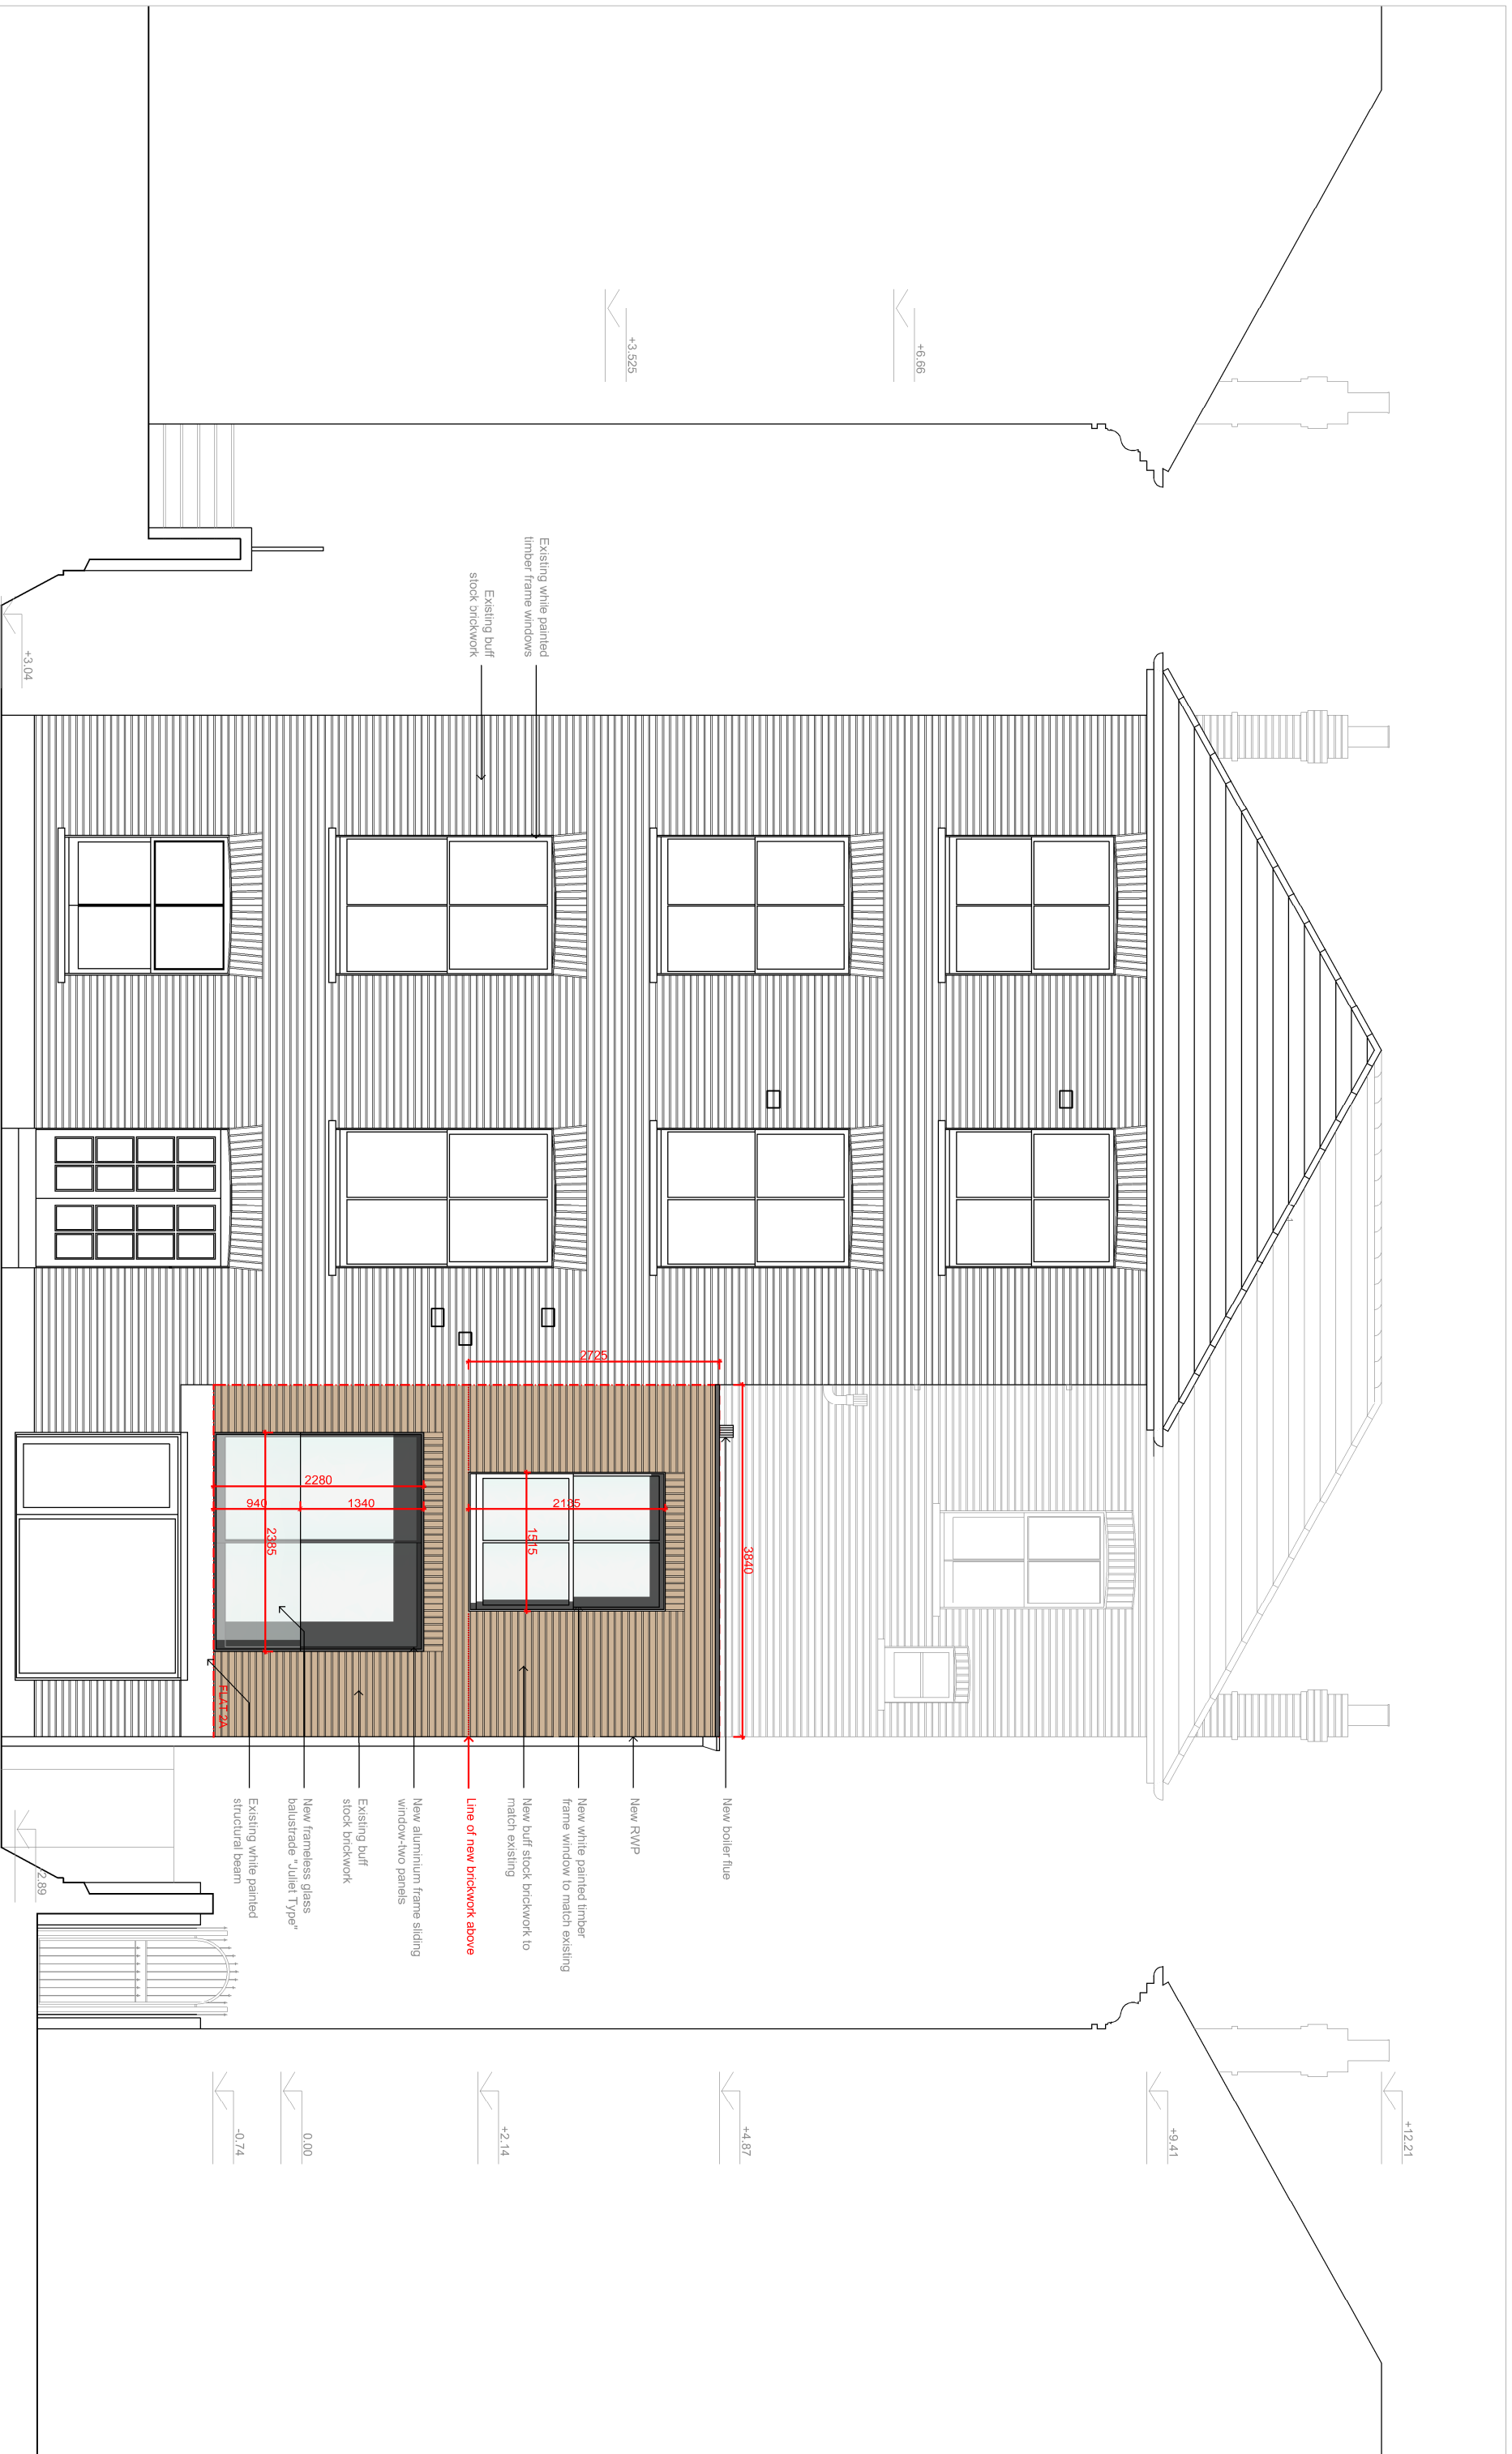 +12.21
+9.41
+6.66
+4.87
+3.525
+2.14
0.00
-0.74
+3.04
2.89
Existing while painted
timber frame windows
Existing buff
stock brickwork
2725
3840
2185
1515
2280
1340
940
2385
FLAT 2A
New boiler flue
New RWP
New white painted timber
frame window to match existing
New buff stock brickwork to
match existing
Line of new brickwork above
New aluminium frame sliding
window-two panels
Existing buff
stock brickwork
New frameless glass
balustrade "Juliet Type"
Existing white painted
structural beam